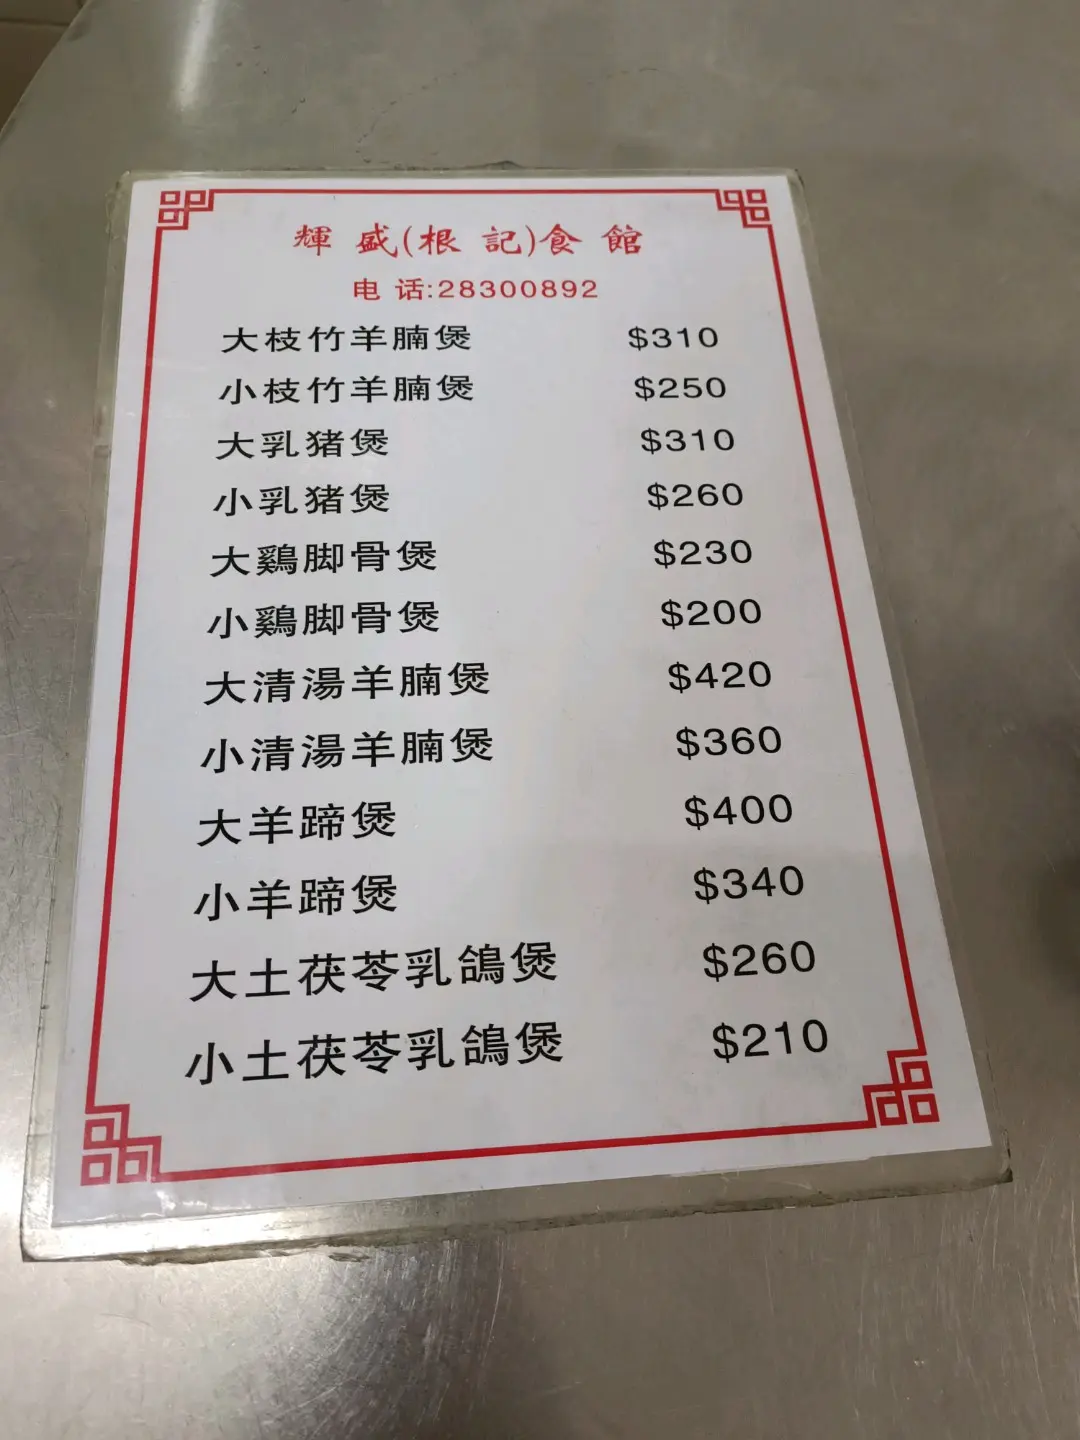 輝盛(根記)食館
电话:28300892
大枝竹羊腩煲 $310
小枝竹羊腩煲 $250
大乳猪煲 $310
小乳猪煲 $260
大鷄脚骨煲 $230
小鷄脚骨煲 $200
大清湯羊腩煲 $420
小清湯羊腩煲 $360
大羊蹄煲 $400
小羊蹄煲 $340
大土茯苓乳鴿煲 $260
小土茯苓乳鴿煲 $210